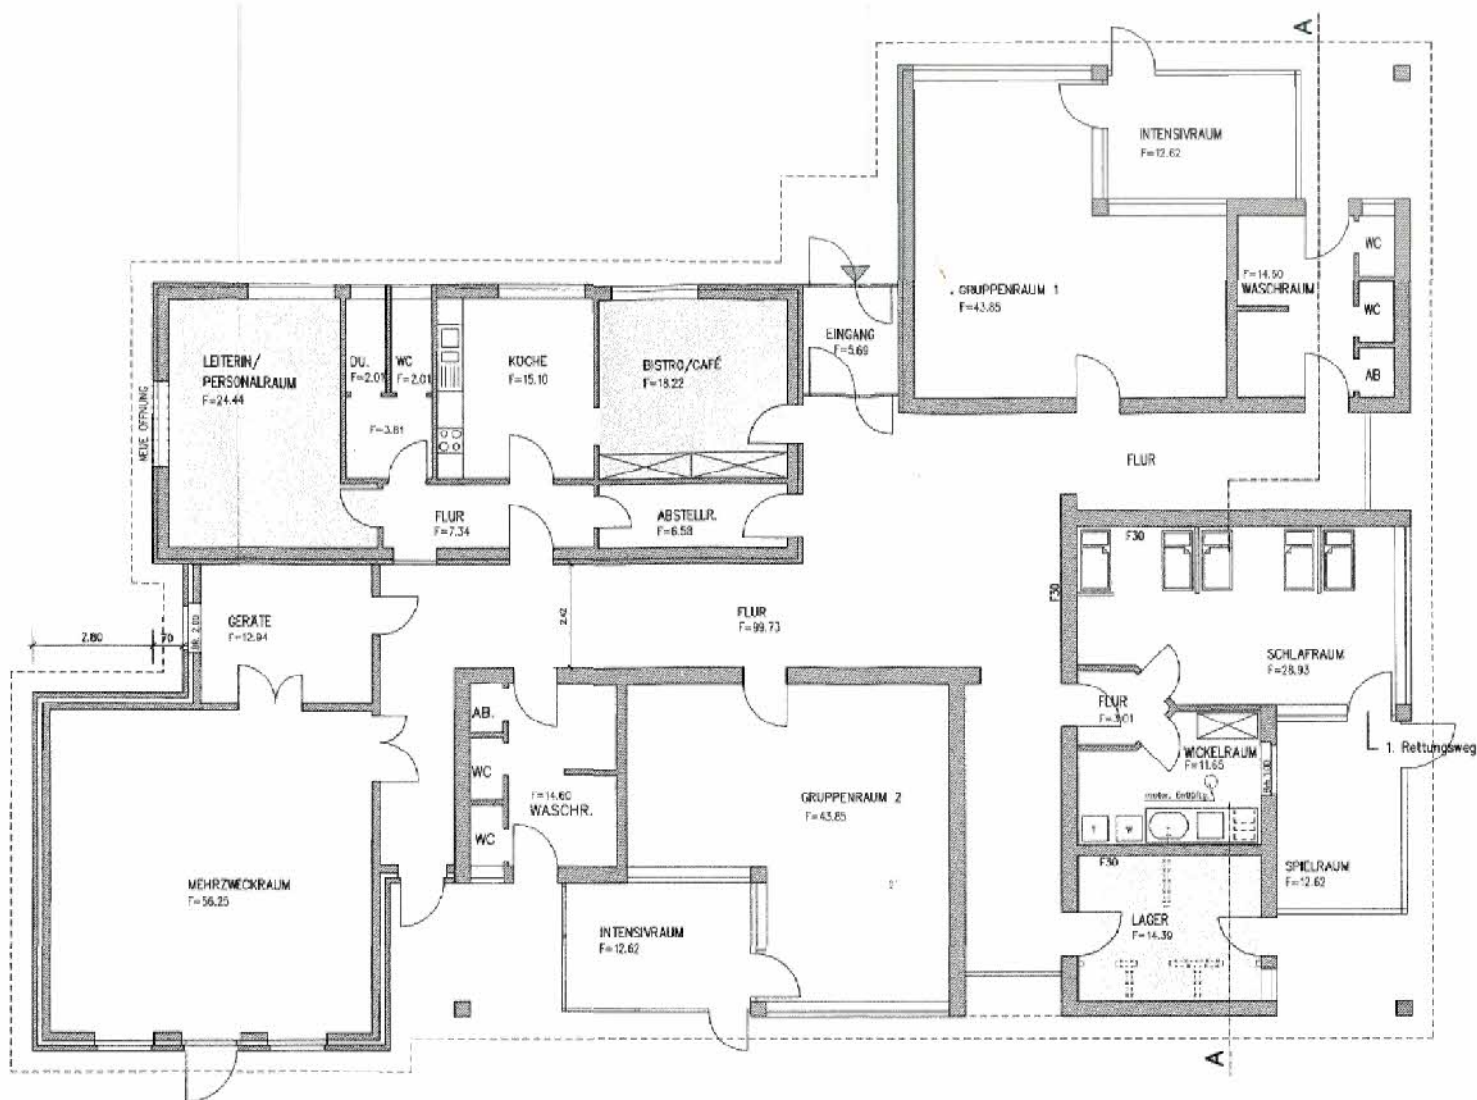 A
INTENSIVRAUM
F=12.62
WC
GRUPPENRAUM 1
F=43.85
F=14.50
WASCHRAUM
WC
AB
EINGANG
F=5.69
LEITERIN/
PERSONALRAUM
F=24.44
DU.
F=2.01
WC
F=2.01
F=3.81
KÜCHE
F=15.10
BISTRO/CAFÉ
F=18.22
NEUE ÖFFNUNG
FLUR
FLUR
F=7.34
ABSTELLR.
F=6.58
F30
F30
2.80
70
GERÄTE
F=12.94
2.42
FLUR
F=99.73
SCHLAFRAUM
F=28.93
FLUR
F=3.01
AB.
WC
F=14.60
WASCHR.
WC
GRUPPENRAUM 2
F=43.85
WICKELRAUM
F=11.65
1. Rettungsweg
T
W
F30
MEHRZWECKRAUM
F=56.25
INTENSIVRAUM
F=12.62
SPIELRAUM
F=12.62
LAGER
F=14.39
A